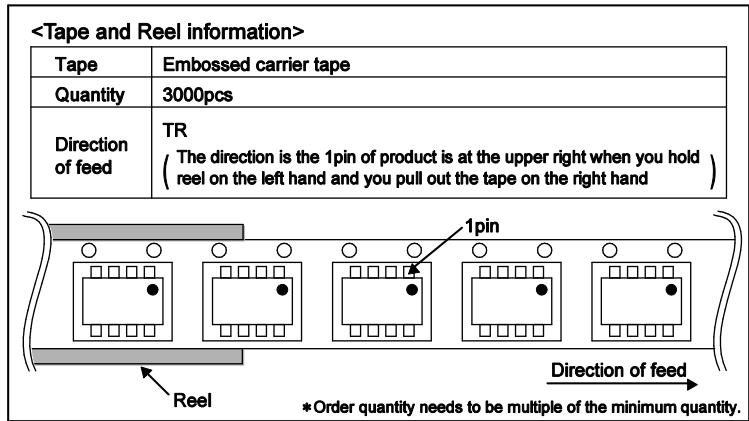 <Tape and Reel information>
Tape Embossed carrier tape
Quantity 3000pcs
Direction of feed
TR
( The direction is the 1pin of product is at the upper right when you hold
reel on the left hand and you pull out the tape on the right hand )
1pin
Direction of feed
Reel
*Order quantity needs to be multiple of the minimum quantity.